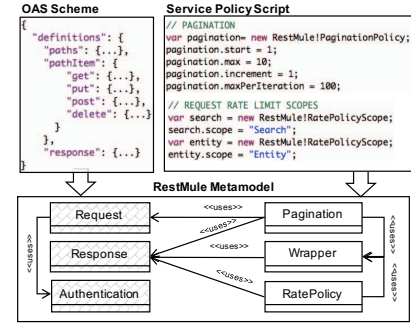 OAS Scheme
{
"definitions": {
"paths": {...},
"pathItem": {
"get": {...},
"put": {...},
"post": {...},
"delete": {...}
}
},
"response": {...}
}
Service Policy Script
// PAGINATION
var pagination= new RestMule!PaginationPolicy;
pagination.start = 1;
pagination.max = 10;
pagination.increment = 1;
pagination.maxPerIteration = 100;
// REQUEST RATE LIMIT SCOPES
var search = new RestMule!RatePolicyScope;
search.scope = "Search";
var entity = new RestMule!RatePolicyScope;
entity.scope = "Entity";
RestMule Metamodel
Request
<<uses>>
Pagination
<<uses>>
Response
<<uses>>
Wrapper
<<uses>>
<<uses>>
<<uses>>
<<uses>>
Authentication
RatePolicy